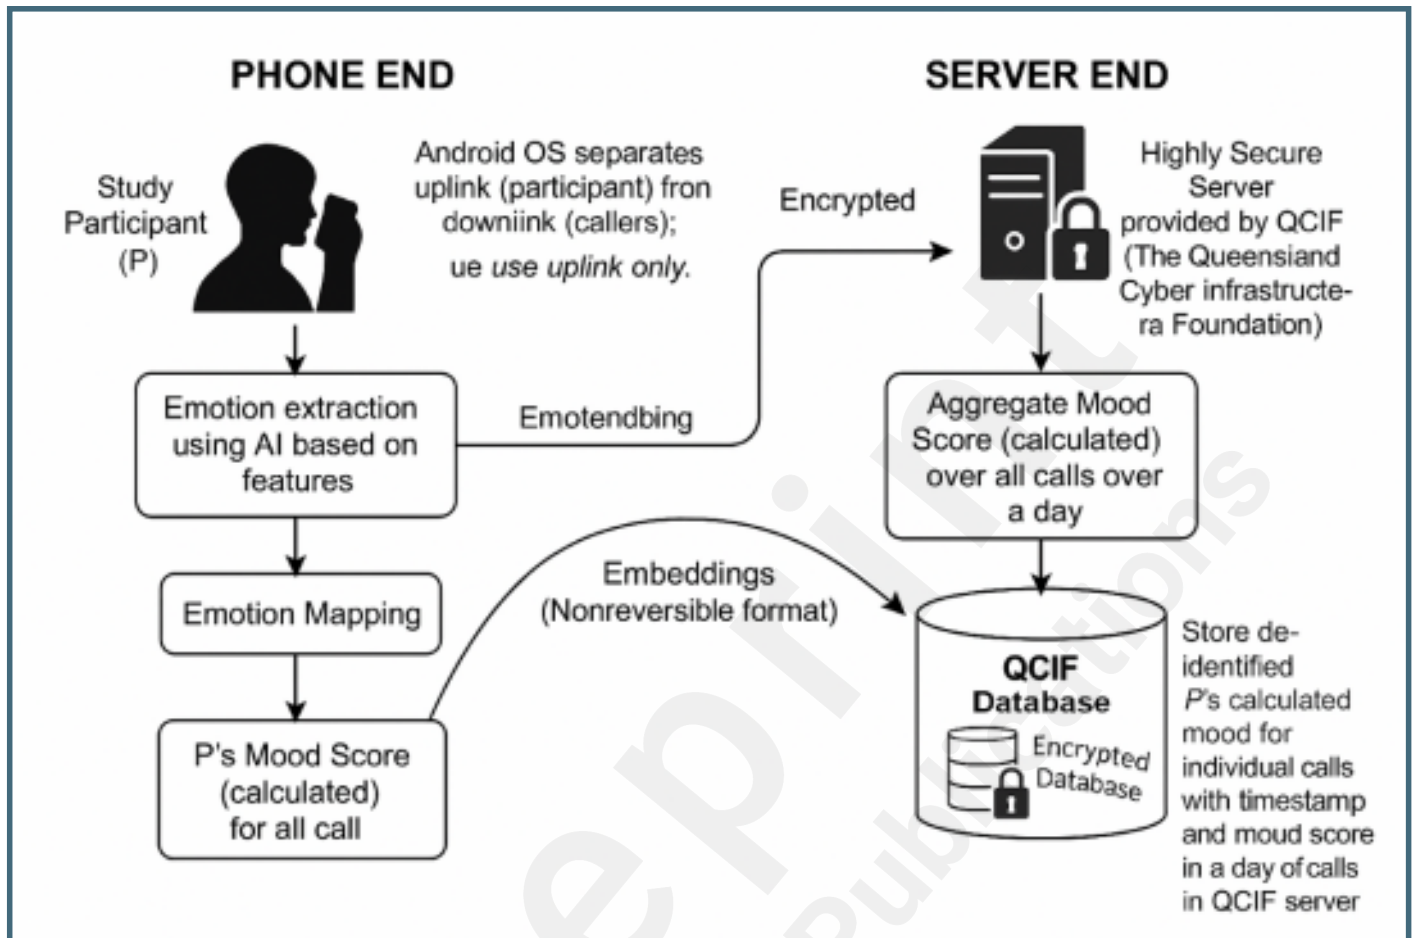 PHONE END
Study
Participant
(P)
Android OS separates
uplink (participant) fron
downiink (callers);
ue use uplink only.
Emotion extraction
using AI based on
features
Emotendbing
Encrypted
Emotion Mapping
P's Mood Score
(calculated)
for all call
Embeddings
(Nonreversible format)
SERVER END
Highly Secure
Server
provided by QCIF
(The Queensiand
Cyber infrastructe-
ra Foundation)
Aggregate Mood
Score (calculated)
over all calls over
a day
QCIF
Database
Encrypted
Database
Store de-
identified
P's calculated
mood for
individual calls
with timestamp
and moud score
in a day of calls
in QCIF server
eprint
Publications